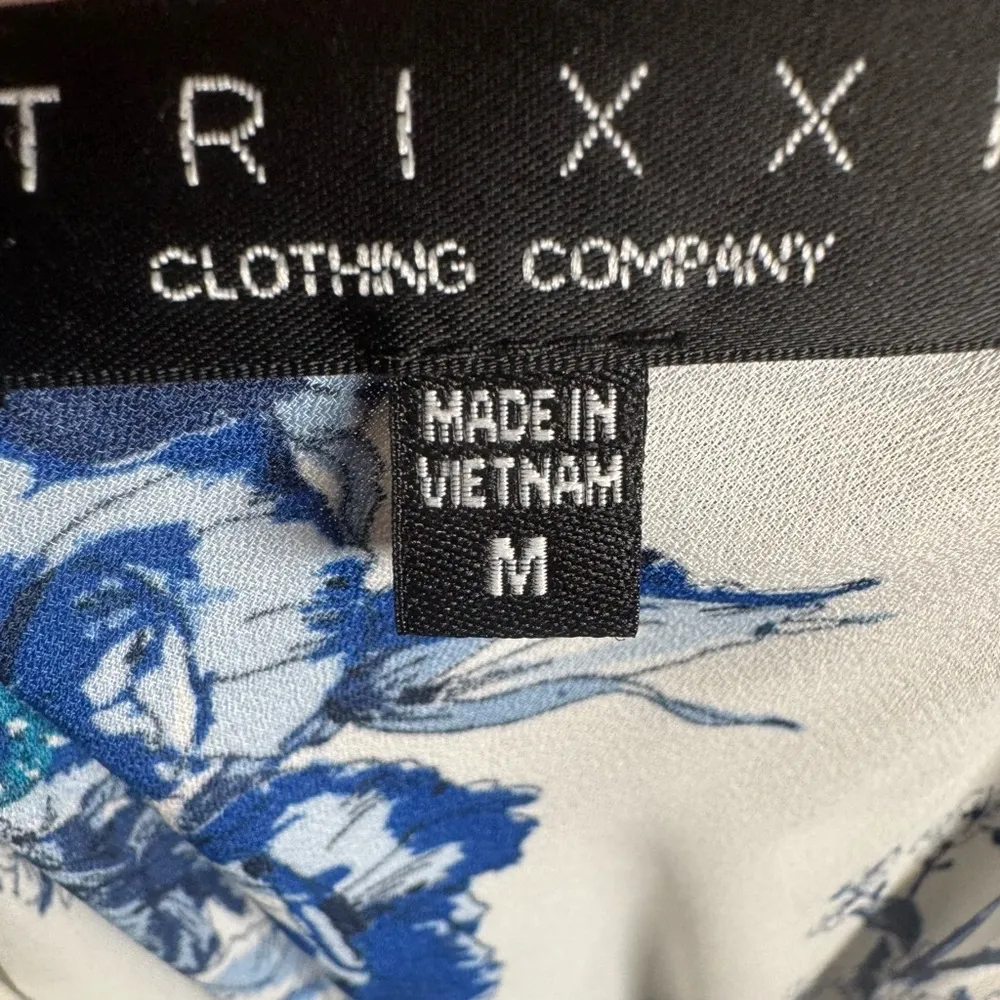 TRIXX
CLOTHING COMPANY
MADE IN
VIETNAM
M